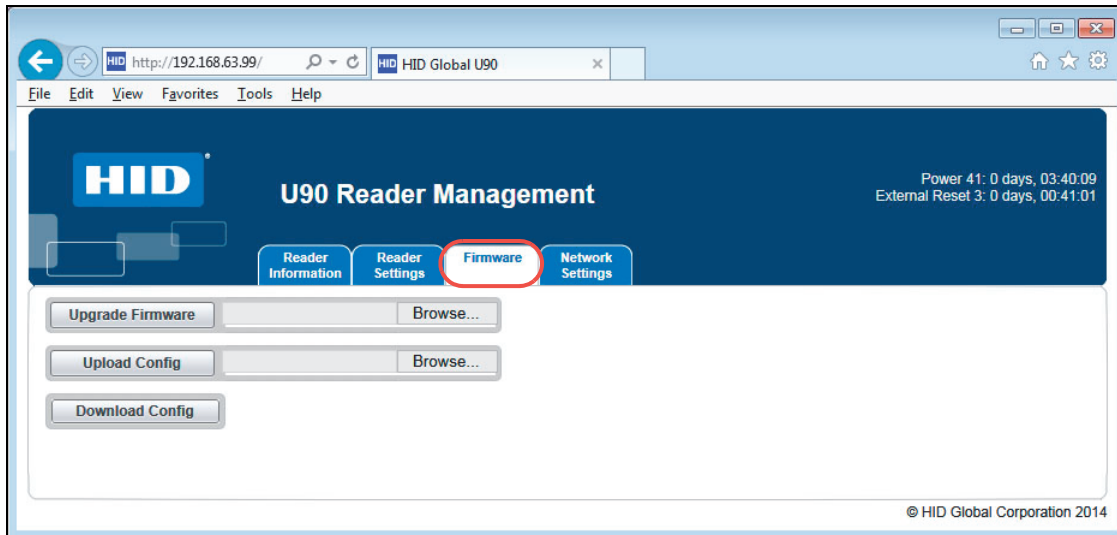 HID http://192.168.63.99/
HID HID Global U90
File Edit View Favorites Tools Help
HID
U90 Reader Management
Power 41: 0 days, 03:40:09
External Reset 3: 0 days, 00:41:01
Reader Information
Reader Settings
Firmware
Network Settings
Upgrade Firmware Browse...
Upload Config Browse...
Download Config
© HID Global Corporation 2014